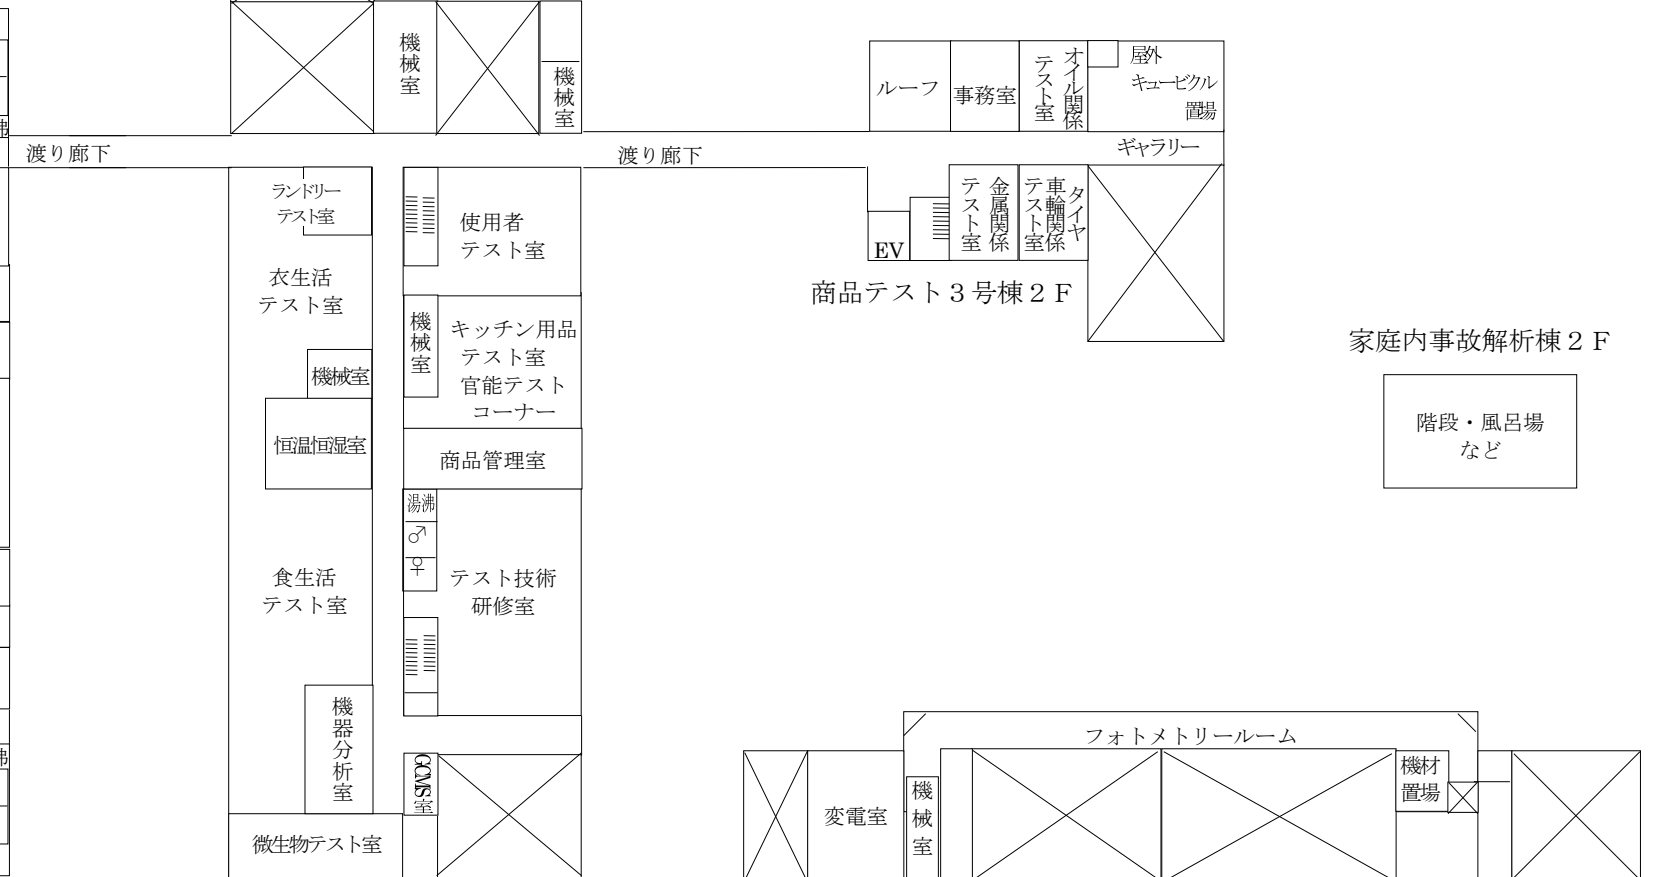 機械室
機械室
渡り廊下
渡り廊下
ルーフ
事務室
オイル関係
テスト室
屋外
キュービクル
置場
ギャラリー
ランドリー
テスト室
使用者
テスト室
EV
金属関係
テスト室
タイヤ
車輪関係
テスト室
商品テスト3号棟2F
衣生活
テスト室
機械室
キッチン用品
テスト室
官能テスト
コーナー
機械室
恒温恒湿室
商品管理室
家庭内事故解析棟2F
階段・風呂場
など
湯沸
♂
♀
食生活
テスト室
テスト技術
研修室
機器分析室
GCMS室
微生物テスト室
フォトメトリールーム
変電室
機械室
機材
置場